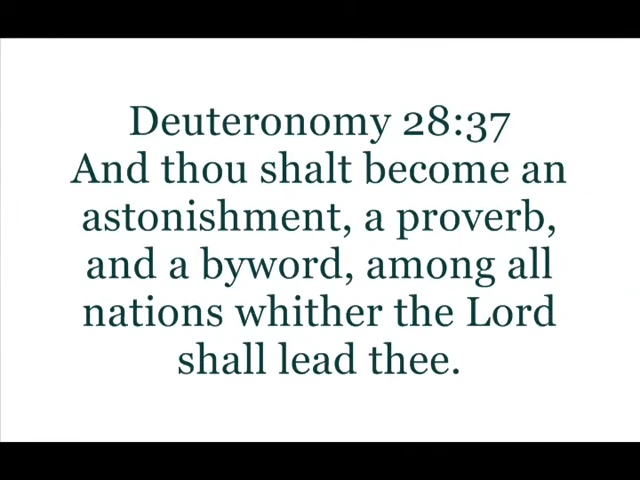 Deuteronomy 28:37
And thou shalt become an
astonishment, a proverb,
and a byword, among all
nations whither the Lord
shall lead thee.